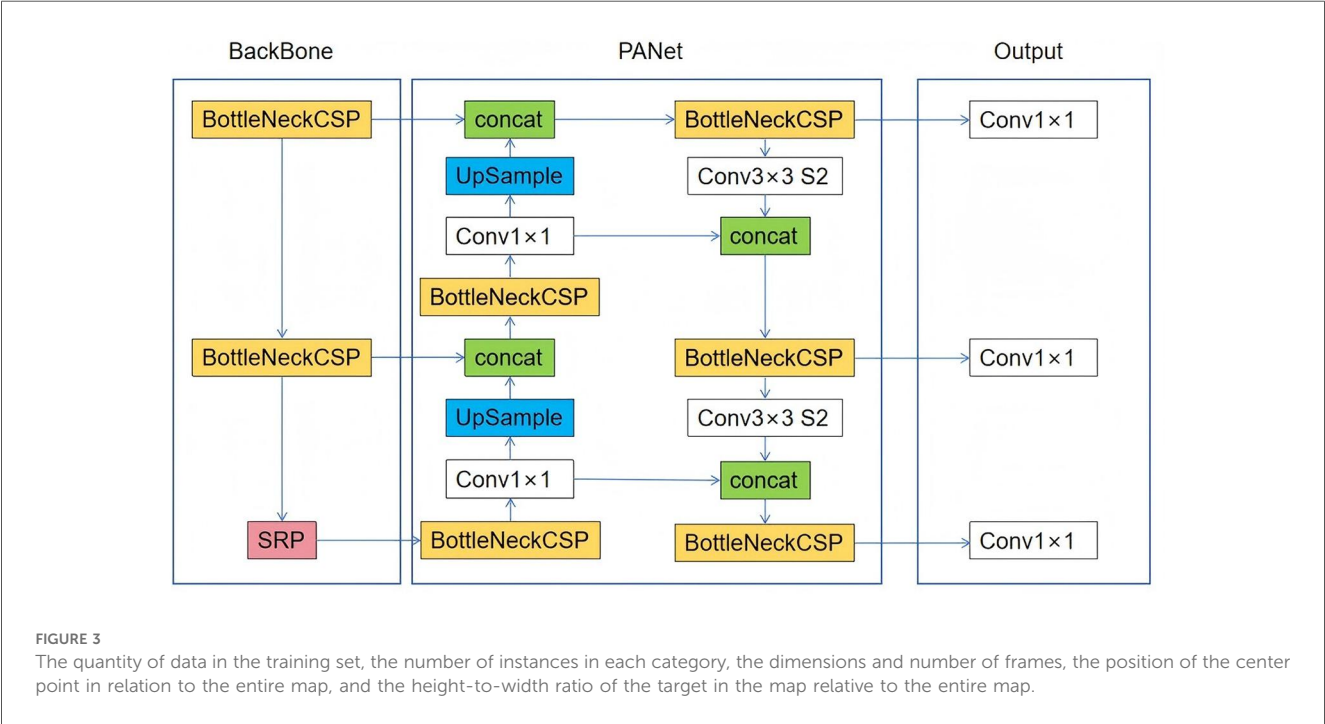 BackBone PANet Output
BottleNeckCSP concat BottleNeckCSP Conv1×1
UpSample Conv3×3 S2
Conv1×1 concat
BottleNeckCSP
BottleNeckCSP concat BottleNeckCSP Conv1×1
UpSample Conv3×3 S2
Conv1×1 concat
SRP BottleNeckCSP BottleNeckCSP Conv1×1
FIGURE 3
The quantity of data in the training set, the number of instances in each category, the dimensions and number of frames, the position of the center
point in relation to the entire map, and the height-to-width ratio of the target in the map relative to the entire map.